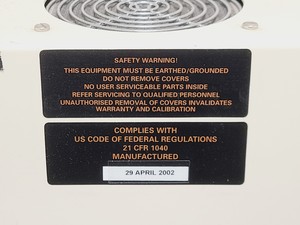 SAFETY WARNING!
THIS EQUIPMENT MUST BE EARTHED/GROUNDED
DO NOT REMOVE COVERS
NO USER SERVICEABLE PARTS INSIDE
REFER SERVICING TO QUALIFIED PERSONNEL
UNAUTHORISED REMOVAL OF COVERS INVALIDATES
WARRANTY AND CALIBRATION
COMPLIES WITH
US CODE OF FEDERAL REGULATIONS
21 CFR 1040
MANUFACTURED
29 APRIL 2002